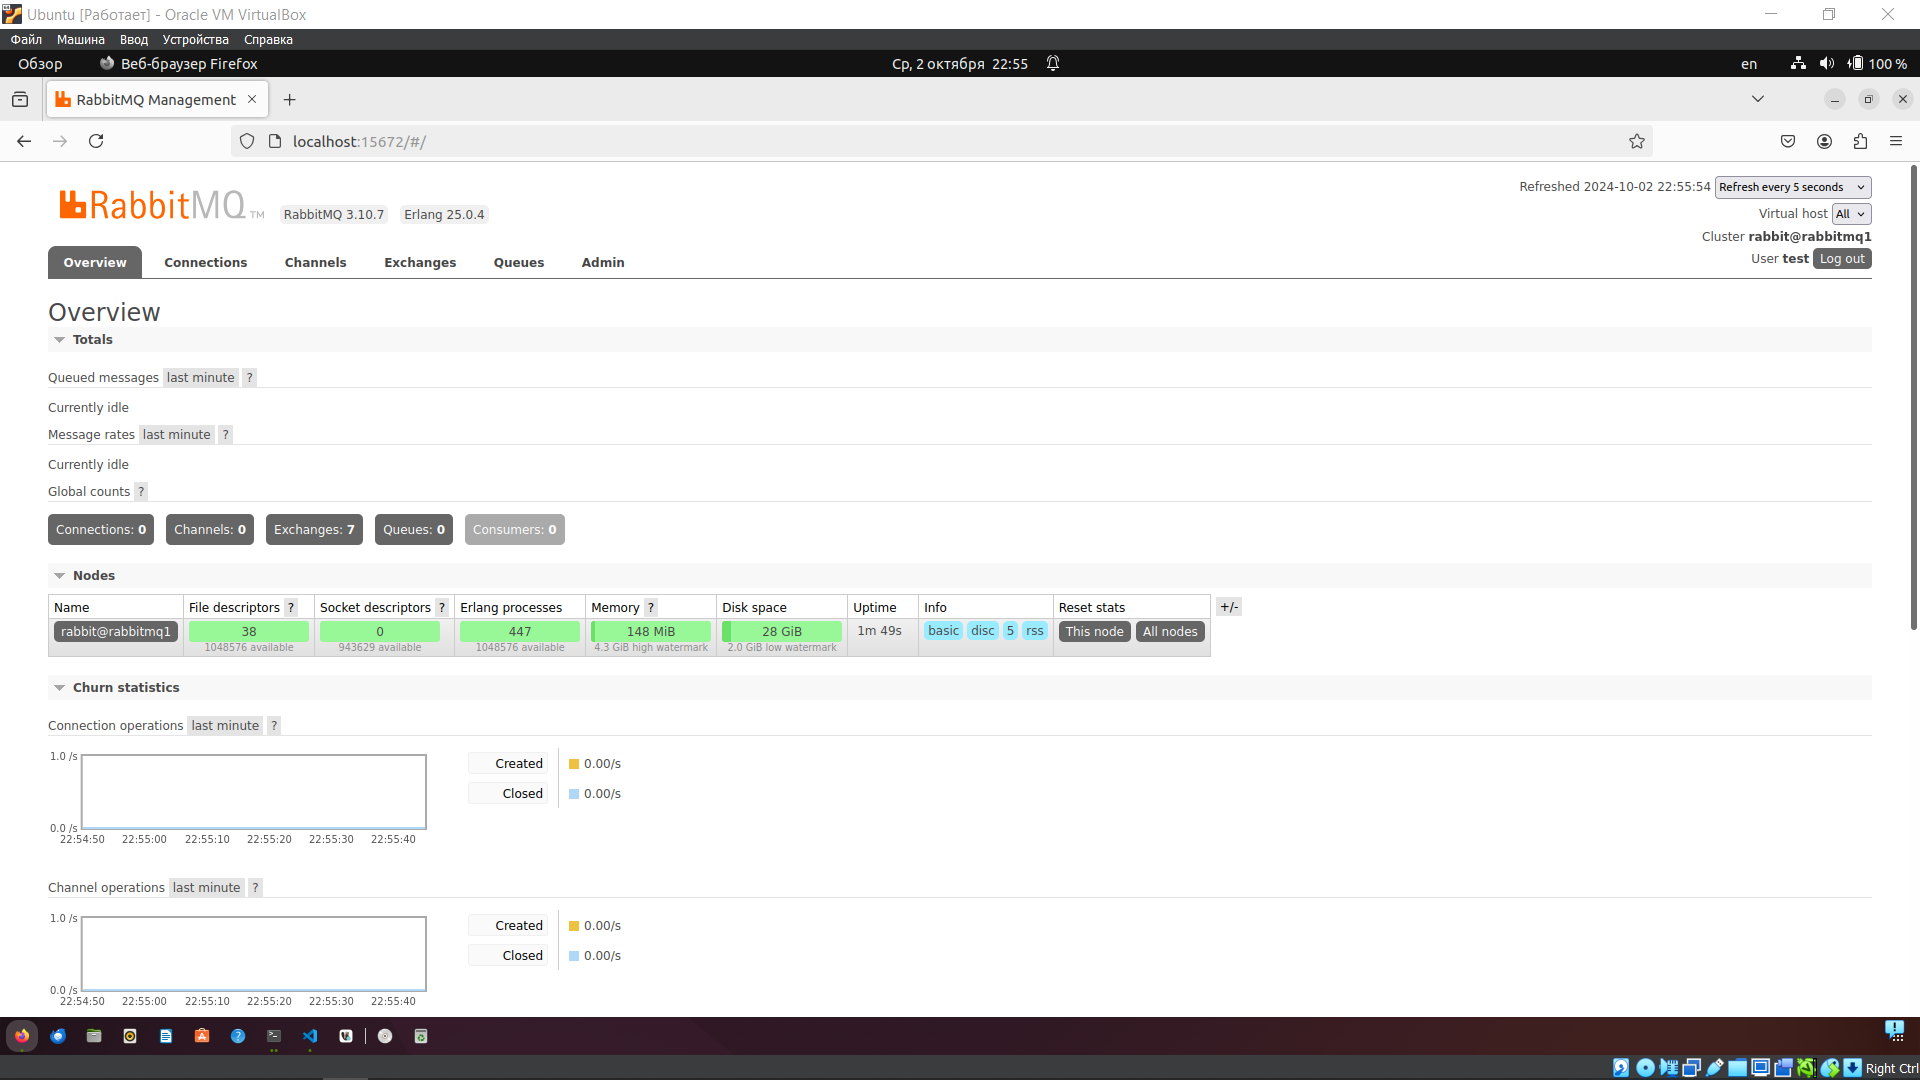 Ubuntu [Работает] - Oracle VM VirtualBox
Файл Машина Ввод Устройства Справка
Обзор Веб-браузер Firefox Ср, 2 октября 22:55 en 100 %
RabbitMQ Management
localhost:15672/#/
Refreshed 2024-10-02 22:55:54 Refresh every 5 seconds
RabbitMQ TM RabbitMQ 3.10.7 Erlang 25.0.4
Virtual host All
Cluster rabbit@rabbitmq1
User test Log out
Overview Connections Channels Exchanges Queues Admin
Overview
Totals
Queued messages last minute ?
Currently idle
Message rates last minute ?
Currently idle
Global counts ?
Connections: 0 Channels: 0 Exchanges: 7 Queues: 0 Consumers: 0
Nodes
Name File descriptors ? Socket descriptors ? Erlang processes Memory ? Disk space Uptime Info Reset stats +/-
rabbit@rabbitmq1 38 0 447 148 MiB 28 GiB 1m 49s basic disc 5 rss This node All nodes
1048576 available 943629 available 1048576 available 4.3 GiB high watermark 2.0 GiB low watermark
Churn statistics
Connection operations last minute ?
1.0 /s
Created 0.00/s
Closed 0.00/s
0.0 /s
22:54:50 22:55:00 22:55:10 22:55:20 22:55:30 22:55:40
Channel operations last minute ?
1.0 /s
Created 0.00/s
Closed 0.00/s
0.0 /s
22:54:50 22:55:00 22:55:10 22:55:20 22:55:30 22:55:40
Right Ctrl